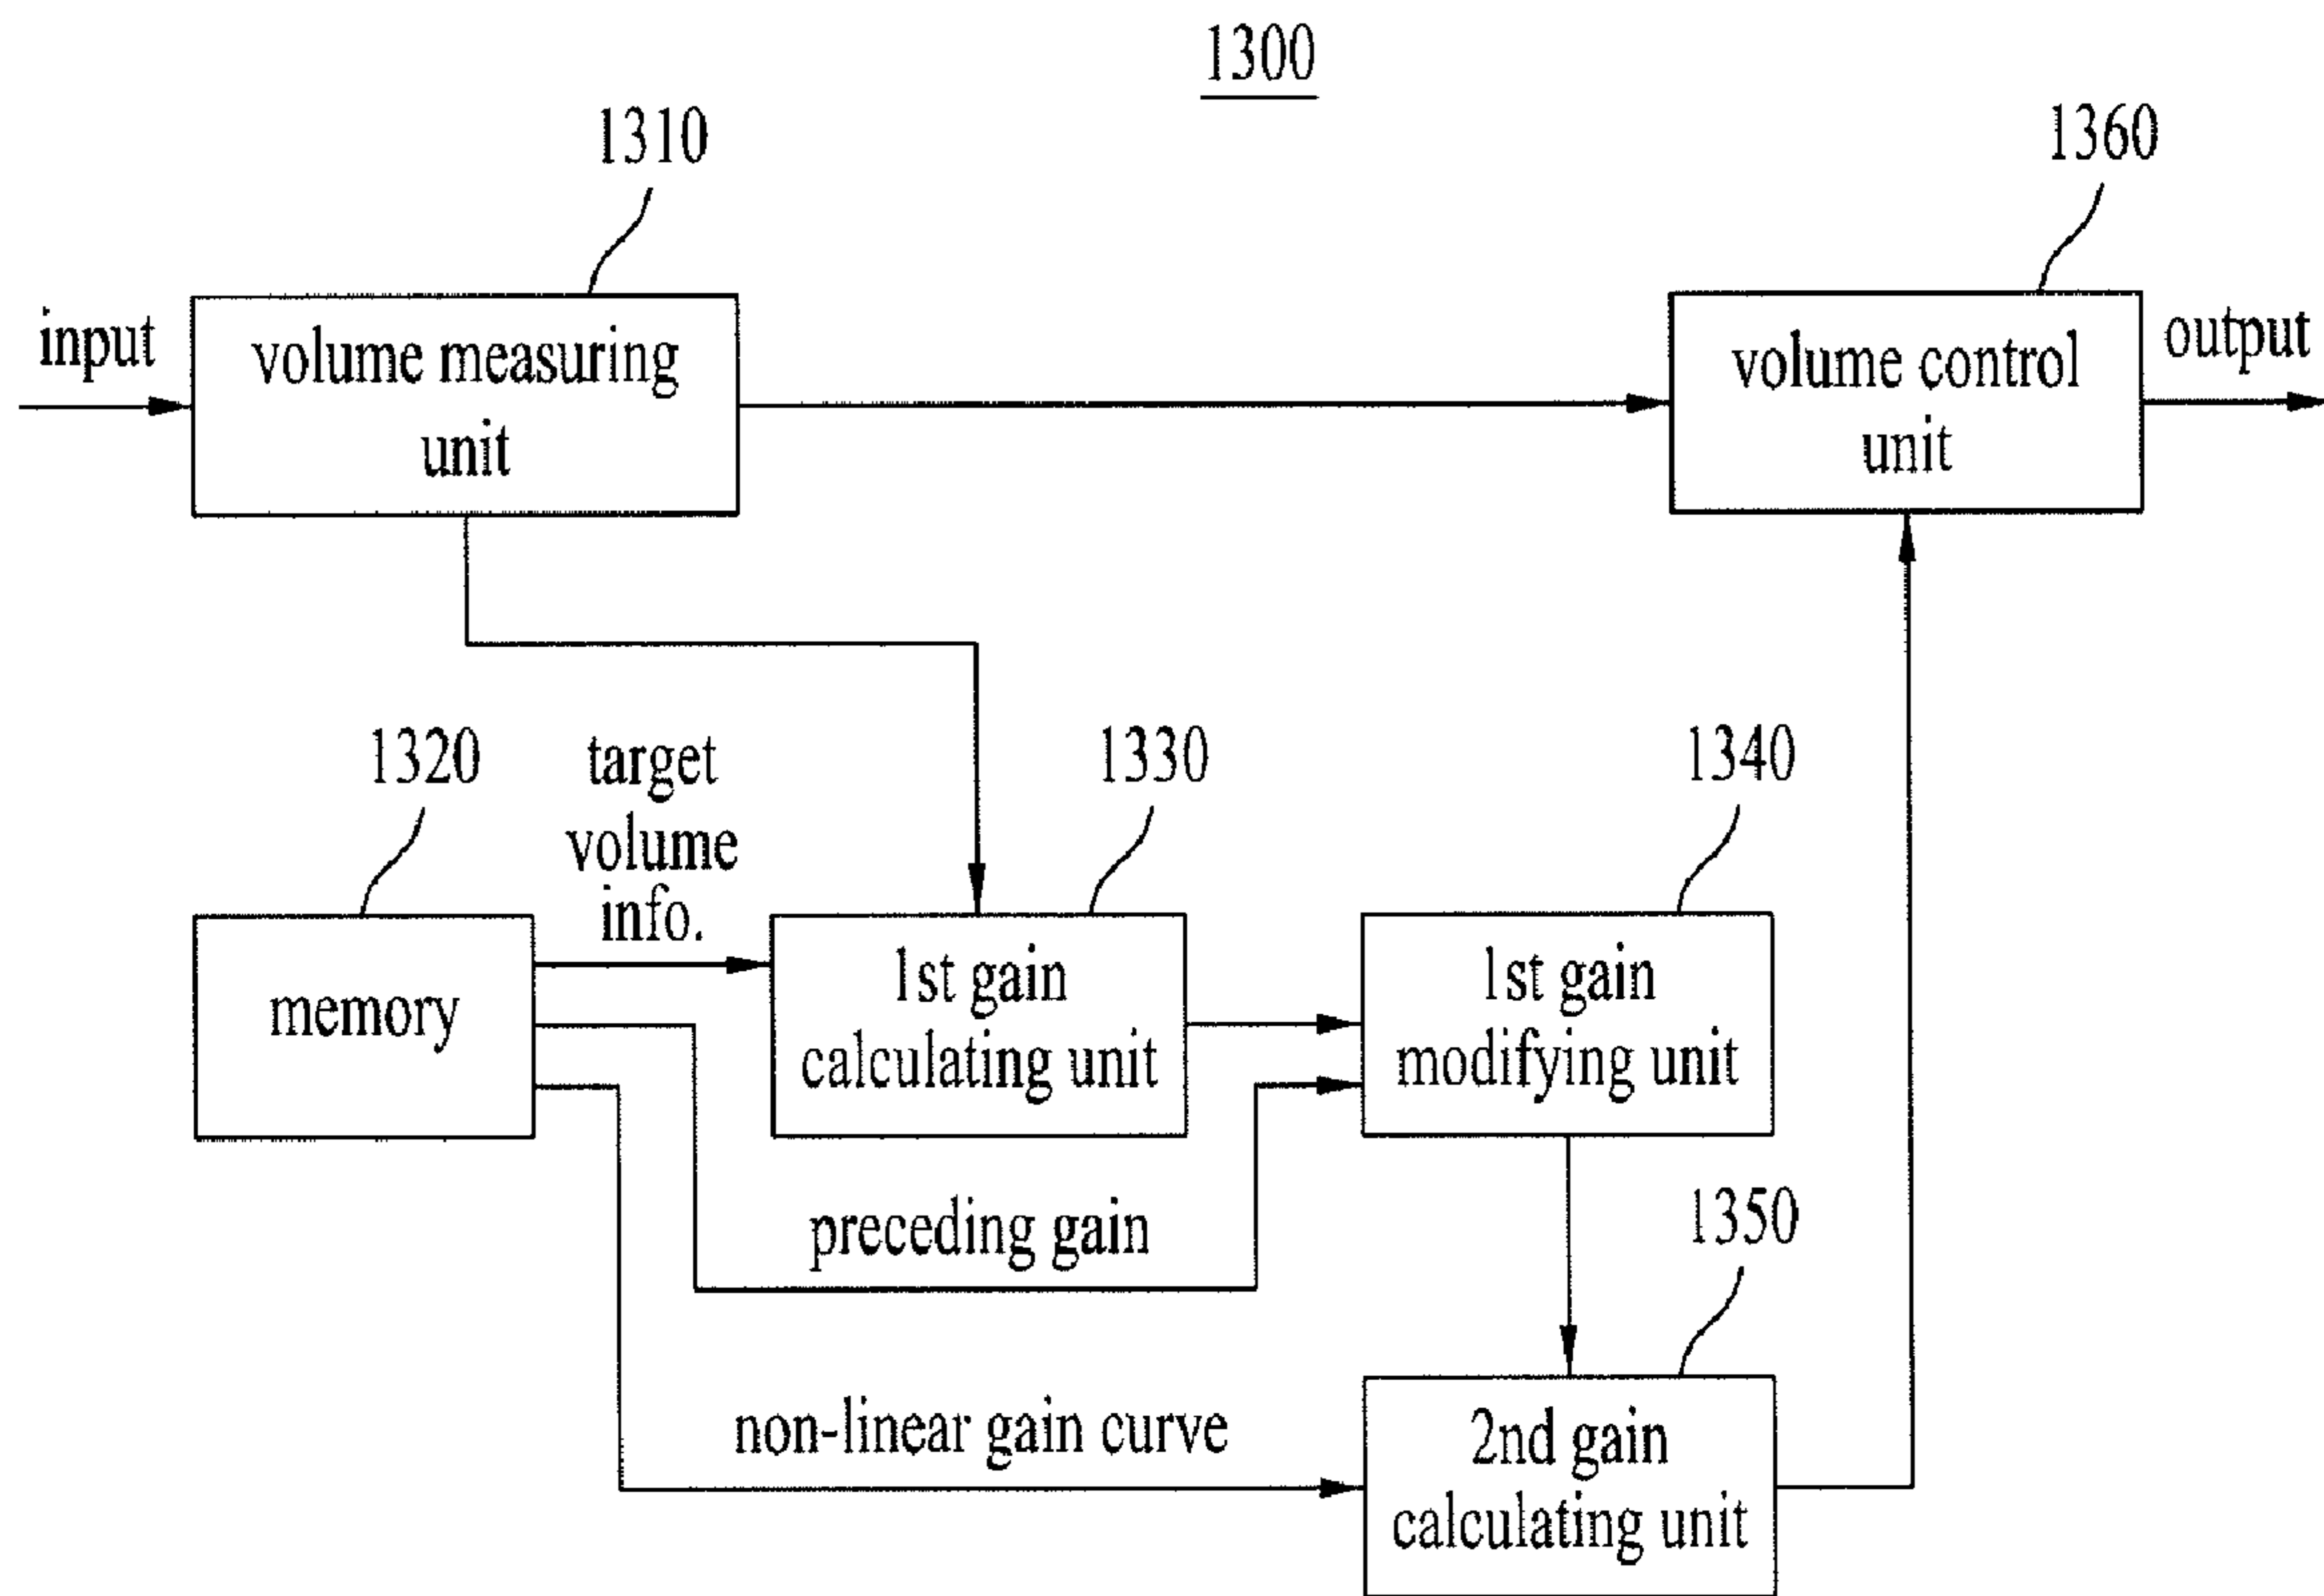 1300
1310
1360
input
volume measuring
unit
volume control
unit
output
1320
target
volume
info.
1330
1340
memory
1st gain
calculating unit
1st gain
modifying unit
preceding gain
1350
non-linear gain curve
2nd gain
calculating unit